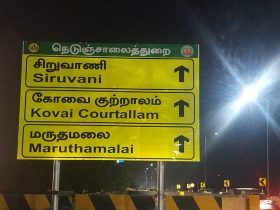 நெடுஞ்சாலைத்துறை
சிறுவாணி
Siruvani
கோவை குற்றாலம்
Kovai Courtallam
மருதமலை
Maruthamalai